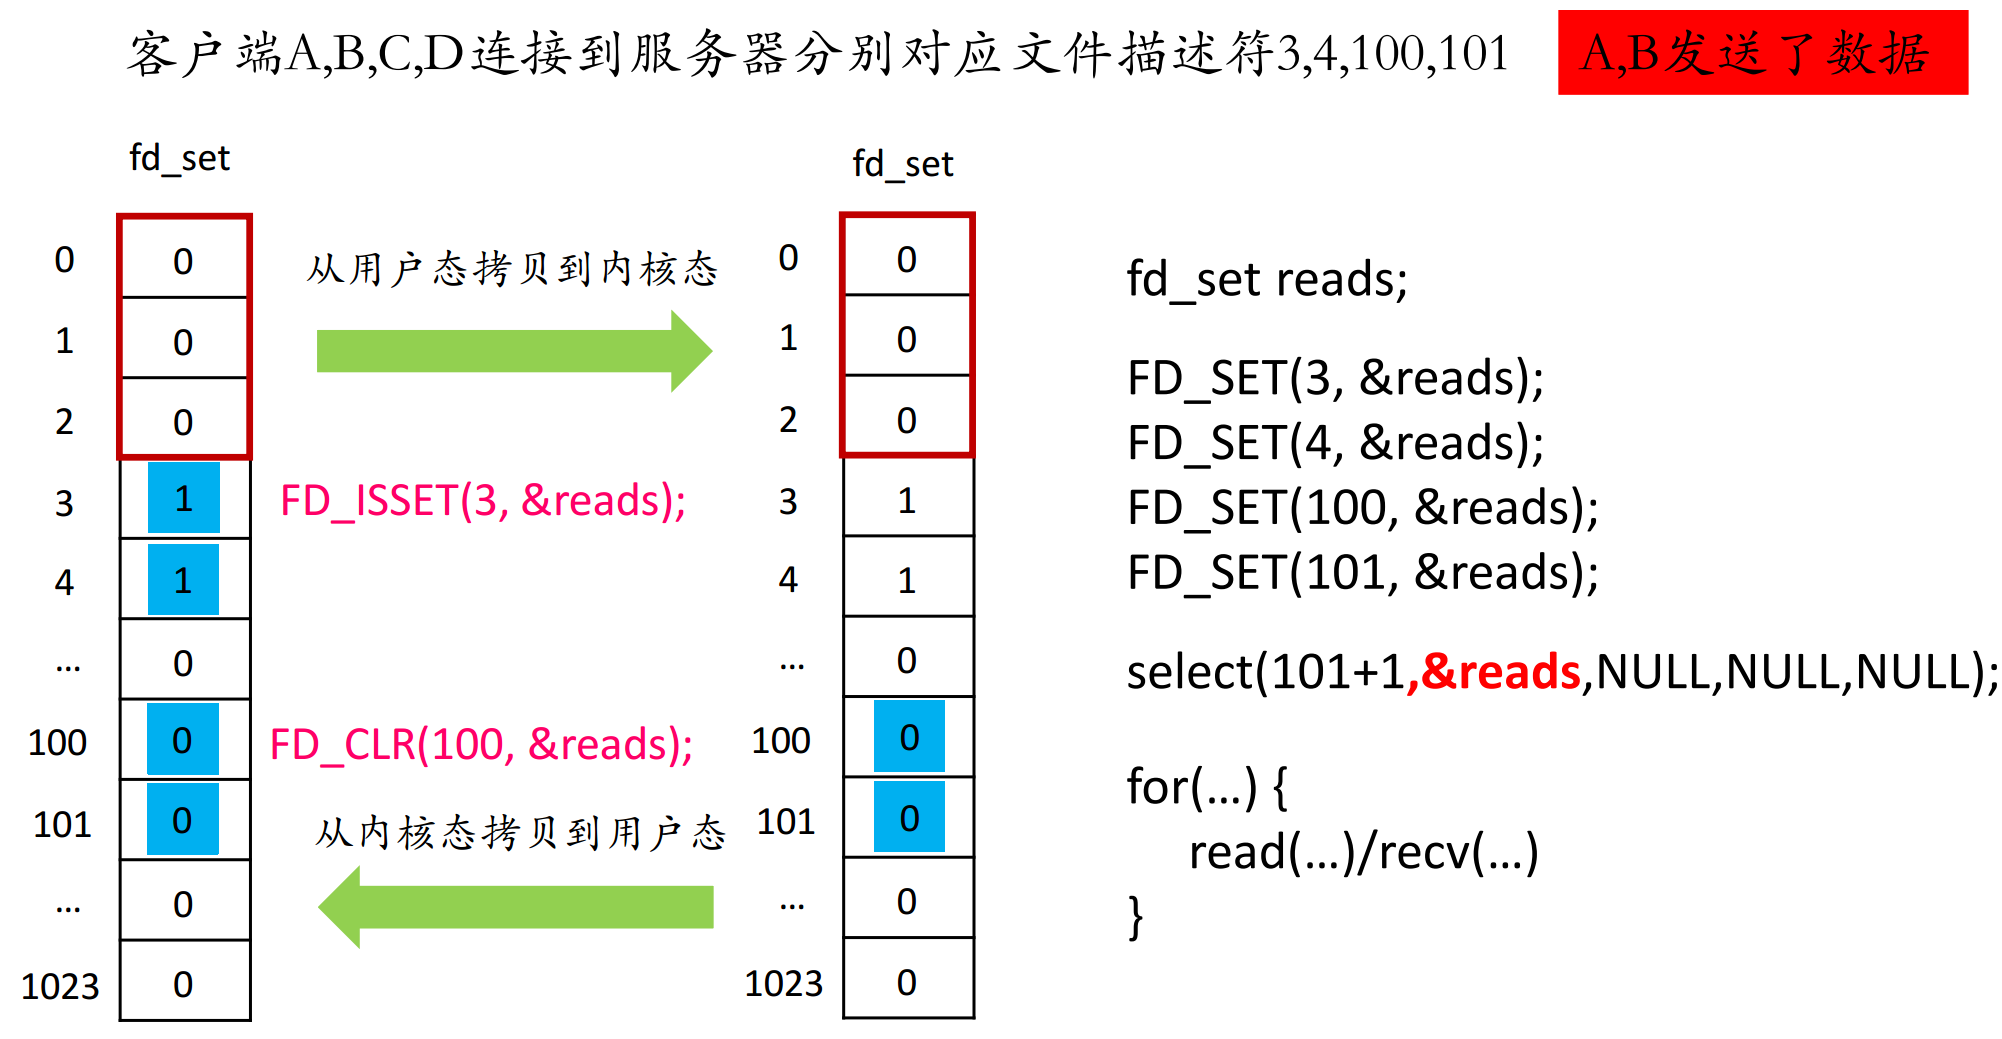 客户端A,B,C,D连接到服务器分别对应文件描述符3,4,100,101
A,B发送了数据
fd_set
0 0
1 0
2 0
3 1
4 1
... 0
100 0
101 0
... 0
1023 0
从用户态拷贝到内核态
FD_ISSET(3, &reads);
FD_CLR(100, &reads);
从内核态拷贝到用户态
fd_set
0 0
1 0
2 0
3 1
4 1
... 0
100 0
101 0
... 0
1023 0
fd_set reads;
FD_SET(3, &reads);
FD_SET(4, &reads);
FD_SET(100, &reads);
FD_SET(101, &reads);
select(101+1,&reads,NULL,NULL,NULL);
for(...) {
read(...)/recv(...)
}